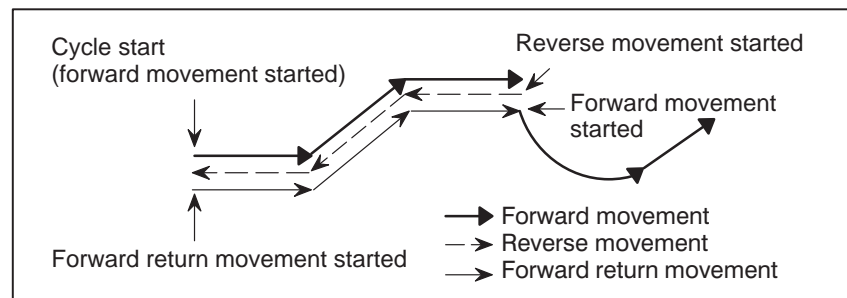 Cycle start
(forward movement started)
Reverse movement started
Forward movement
started
Forward return movement started
Forward movement
Reverse movement
Forward return movement